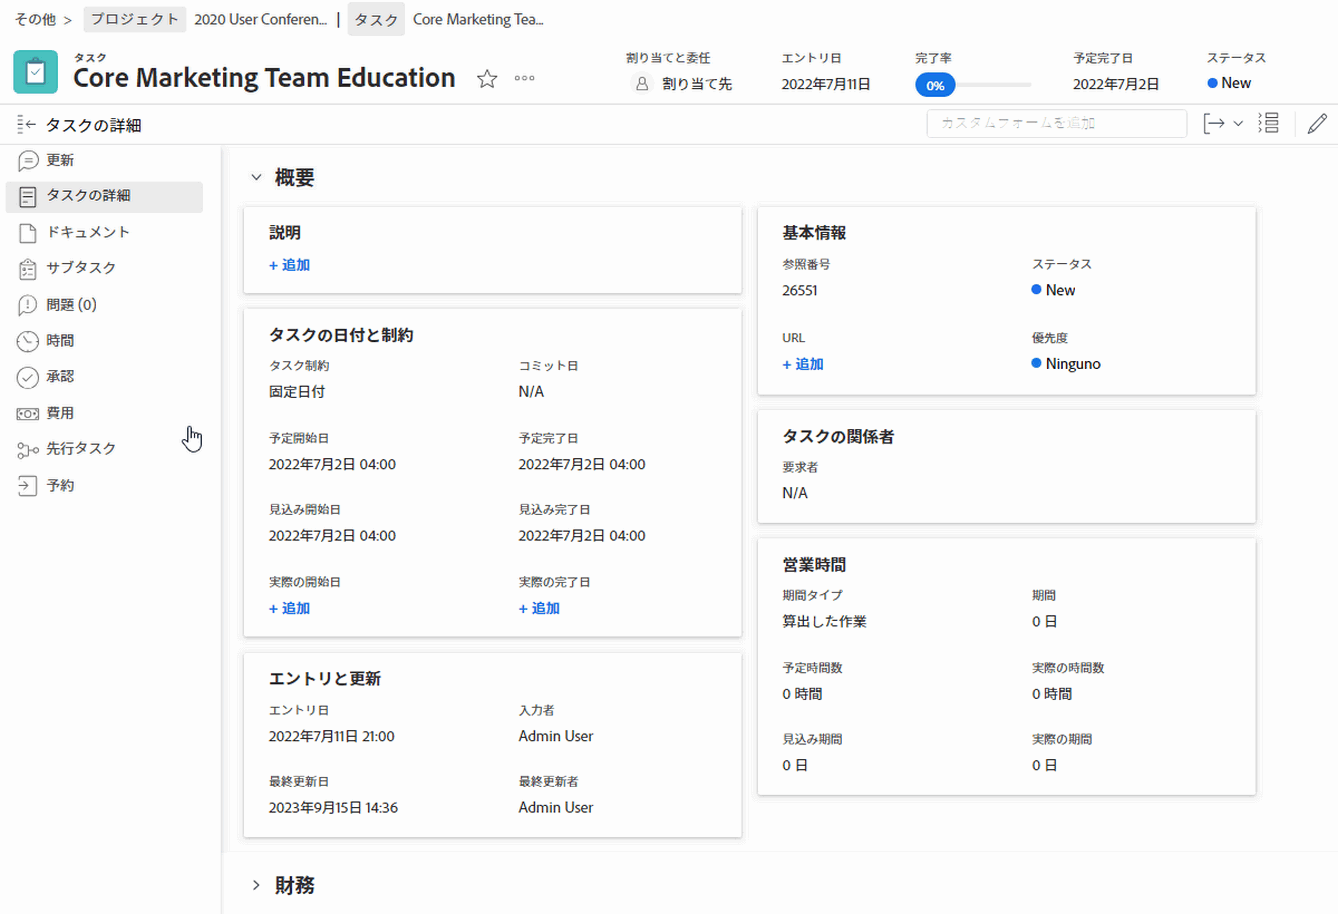 その他 > プロジェクト 2020 User Conferen... | タスク Core Marketing Tea...
タスク
Core Marketing Team Education
割り当てと委任
割り当て先
エントリ日
2022年7月11日
完了率
0%
予定完了日
2022年7月2日
ステータス
New
タスクの詳細
カスタムフォームを追加
更新
タスクの詳細
ドキュメント
サブタスク
問題 (0)
時間
承認
費用
先行タスク
予約
概要
説明
+ 追加
タスクの日付と制約
タスク制約 コミット日
固定日付 N/A
予定開始日 予定完了日
2022年7月2日 04:00 2022年7月2日 04:00
見込み開始日 見込み完了日
2022年7月2日 04:00 2022年7月2日 04:00
実際の開始日 実際の完了日
+ 追加 + 追加
エントリと更新
エントリ日 入力者
2022年7月11日 21:00 Admin User
最終更新日 最終更新者
2023年9月15日 14:36 Admin User
基本情報
参照番号 ステータス
26551 New
URL 優先度
+ 追加 Ninguno
タスクの関係者
要求者
N/A
営業時間
期間タイプ 期間
算出した作業 0 日
予定時間数 実際の時間数
0 時間 0 時間
見込み期間 実際の期間
0 日 0 日
財務